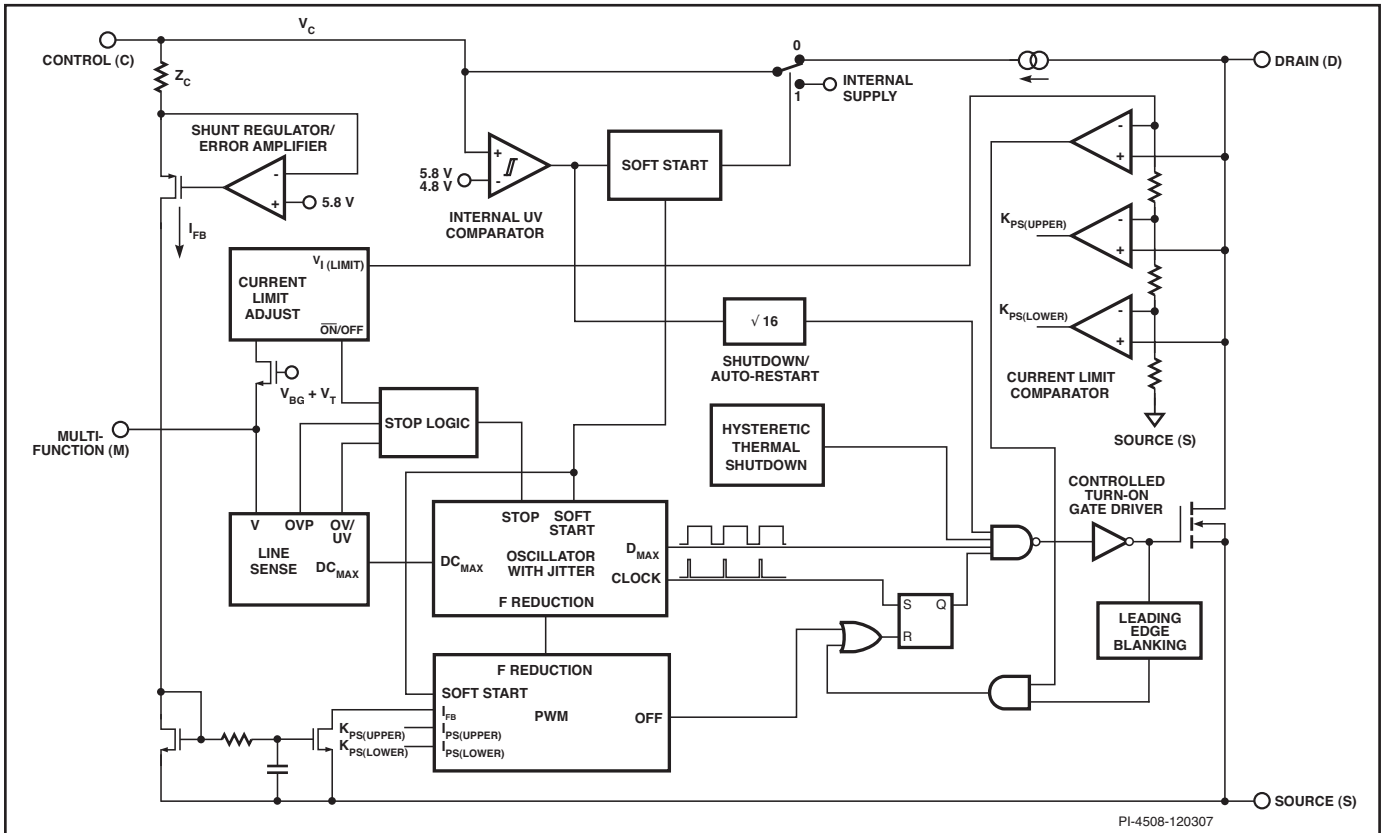 V_C
0
CONTROL (C)
DRAIN (D)
Z_C
INTERNAL
SUPPLY
1
SHUNT REGULATOR/
ERROR AMPLIFIER
-
+
5.8 V
I_FB
+
-
5.8 V
4.8 V
INTERNAL UV
COMPARATOR
SOFT START
-
+
K_PS(UPPER)
-
+
K_PS(LOWER)
-
+
CURRENT LIMIT
COMPARATOR
SOURCE (S)
V_I (LIMIT)
CURRENT
LIMIT
ADJUST
O̅N̅/OFF
V_BG + V_T
√ 16
SHUTDOWN/
AUTO-RESTART
STOP LOGIC
HYSTERETIC
THERMAL
SHUTDOWN
MULTI-
FUNCTION (M)
CONTROLLED
TURN-ON
GATE DRIVER
V
OVP
OV/
UV
LINE
SENSE
DC_MAX
STOP
SOFT
START
DC_MAX
OSCILLATOR
WITH JITTER
D_MAX
CLOCK
F REDUCTION
S
Q
R
LEADING
EDGE
BLANKING
F REDUCTION
SOFT START
I_FB
PWM
OFF
K_PS(UPPER)
I_PS(UPPER)
K_PS(LOWER)
I_PS(LOWER)
SOURCE (S)
PI-4508-120307